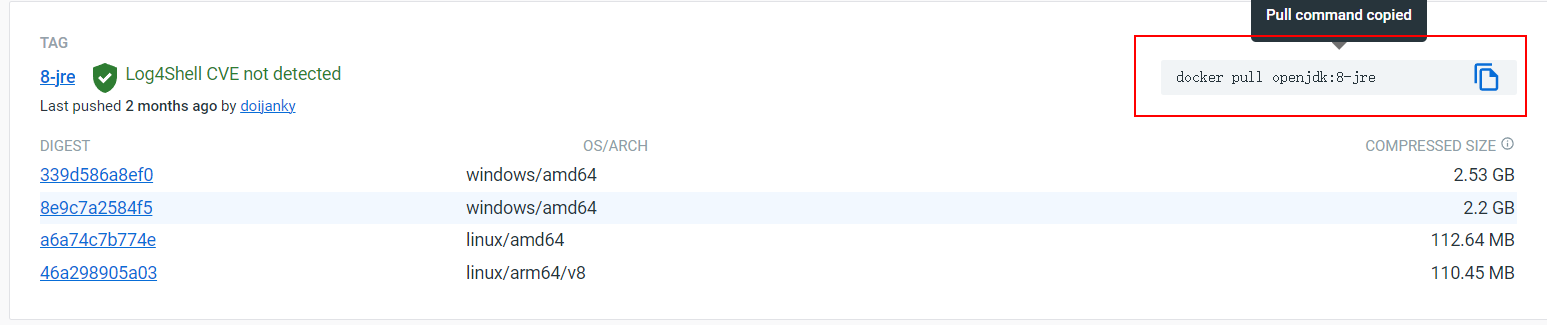 Pull command copied
TAG
8-jre Log4Shell CVE not detected
docker pull openjdk:8-jre
Last pushed 2 months ago by doijanky
DIGEST OS/ARCH COMPRESSED SIZE
339d586a8ef0 windows/amd64 2.53 GB
8e9c7a2584f5 windows/amd64 2.2 GB
a6a74c7b774e linux/amd64 112.64 MB
46a298905a03 linux/arm64/v8 110.45 MB